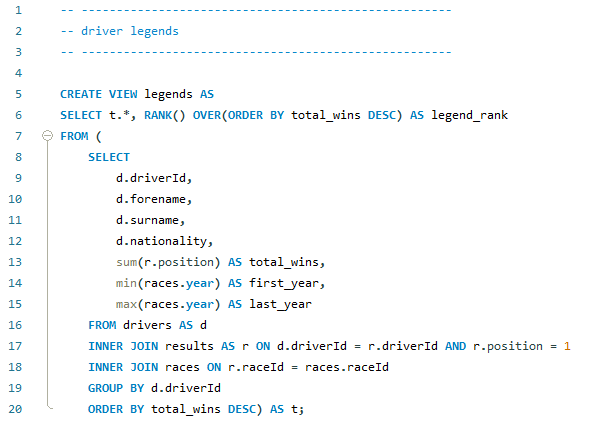 1 -- -----------------------------------------------------
2 -- driver legends
3 -- -----------------------------------------------------
4
5 CREATE VIEW legends AS
6 SELECT t.*, RANK() OVER(ORDER BY total_wins DESC) AS legend_rank
7 FROM (
8 SELECT
9 d.driverId,
10 d.forename,
11 d.surname,
12 d.nationality,
13 sum(r.position) AS total_wins,
14 min(races.year) AS first_year,
15 max(races.year) AS last_year
16 FROM drivers AS d
17 INNER JOIN results AS r ON d.driverId = r.driverId AND r.position = 1
18 INNER JOIN races ON r.raceId = races.raceId
19 GROUP BY d.driverId
20 ORDER BY total_wins DESC) AS t;